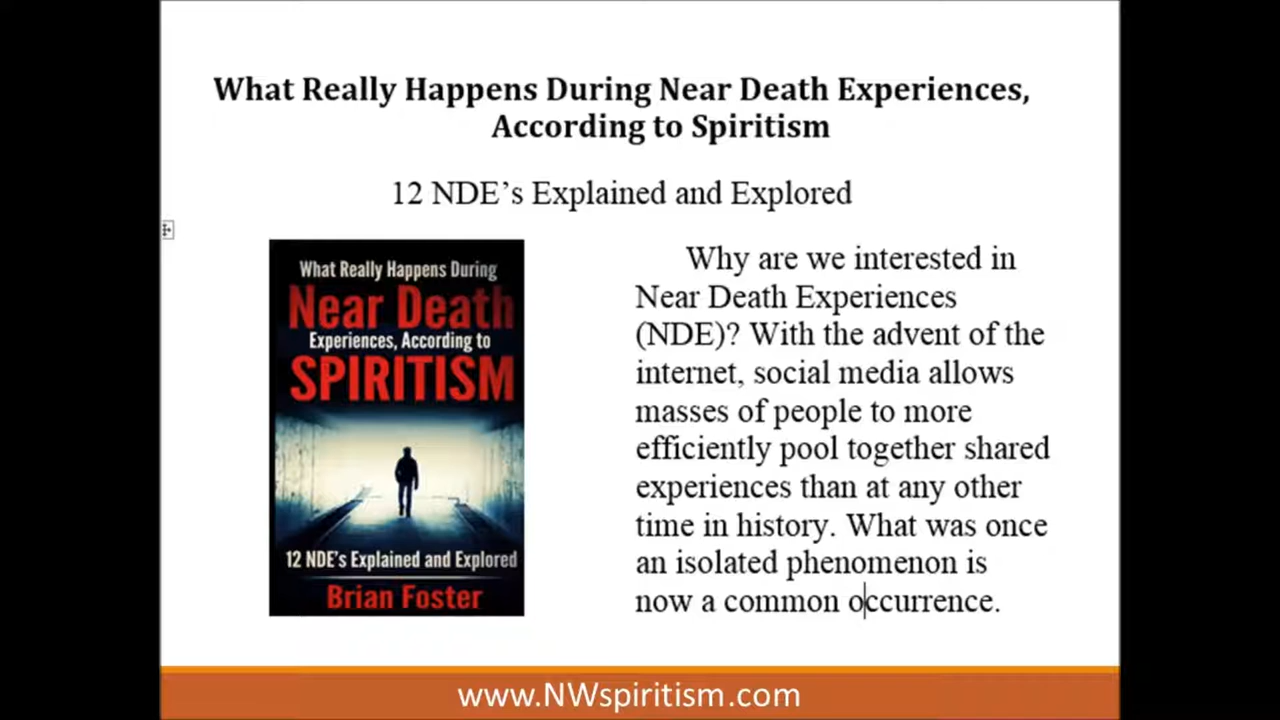 What Really Happens During Near Death Experiences,
According to Spiritism
12 NDE's Explained and Explored
What Really Happens During
Near Death
Experiences, According to
SPIRITISM
12 NDE's Explained and Explored
Brian Foster
Why are we interested in
Near Death Experiences
(NDE)? With the advent of the
internet, social media allows
masses of people to more
efficiently pool together shared
experiences than at any other
time in history. What was once
an isolated phenomenon is
now a common occurrence.
www.NWspiritism.com